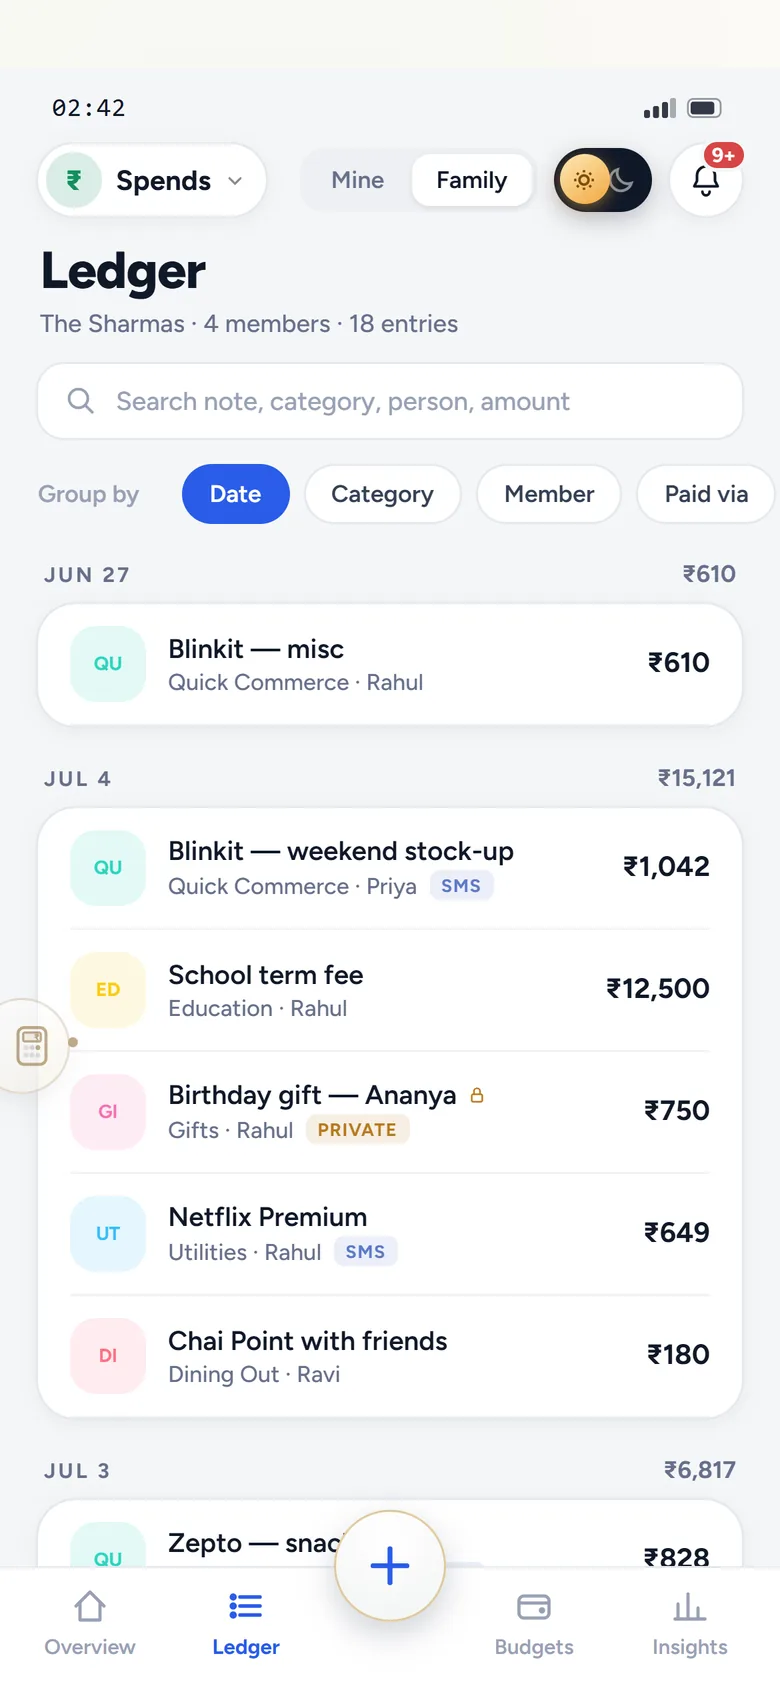 02:42
₹ Spends Mine Family 9+
Ledger
The Sharmas · 4 members · 18 entries
Search note, category, person, amount
Group by Date Category Member Paid via
JUN 27 ₹610
QU Blinkit — misc ₹610
Quick Commerce · Rahul
JUL 4 ₹15,121
QU Blinkit — weekend stock-up ₹1,042
Quick Commerce · Priya SMS
ED School term fee ₹12,500
Education · Rahul
GI Birthday gift — Ananya ₹750
Gifts · Rahul PRIVATE
UT Netflix Premium ₹649
Utilities · Rahul SMS
DI Chai Point with friends ₹180
Dining Out · Ravi
JUL 3 ₹6,817
QU Zepto — ₹828
Overview Ledger Budgets Insights